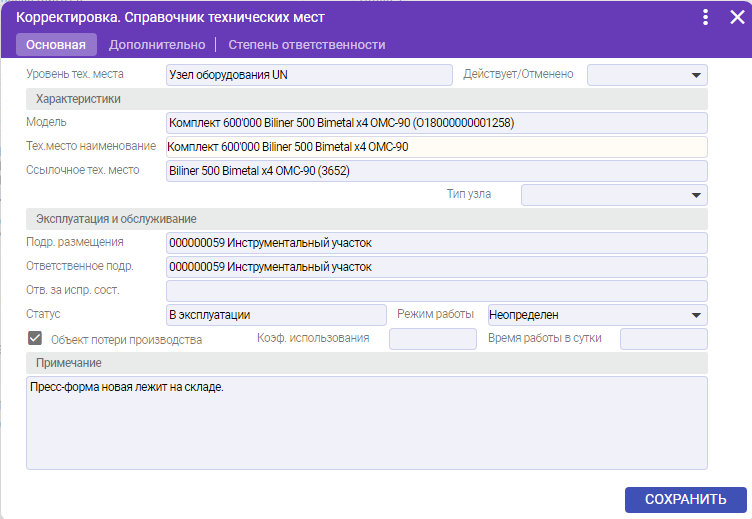 Корректировка. Справочник технических мест
Основная Дополнительно Степень ответственности
Уровень тех. места Узел оборудования UN Действует/Отменено
Характеристики
Модель Комплект 600'000 Biliner 500 Bimetal x4 ОМС-90 (О18000000001258)
Тех.место наименование Комплект 600'000 Biliner 500 Bimetal x4 ОМС-90
Ссылочное тех. место Biliner 500 Bimetal x4 ОМС-90 (3652)
Тип узла
Эксплуатация и обслуживание
Подр. размещения 000000059 Инструментальный участок
Ответственное подр. 000000059 Инструментальный участок
Отв. за испр. сост.
Статус В эксплуатации Режим работы Неопределен
Объект потери производства Коэф. использования Время работы в сутки
Примечание
Пресс-форма новая лежит на складе.
СОХРАНИТЬ